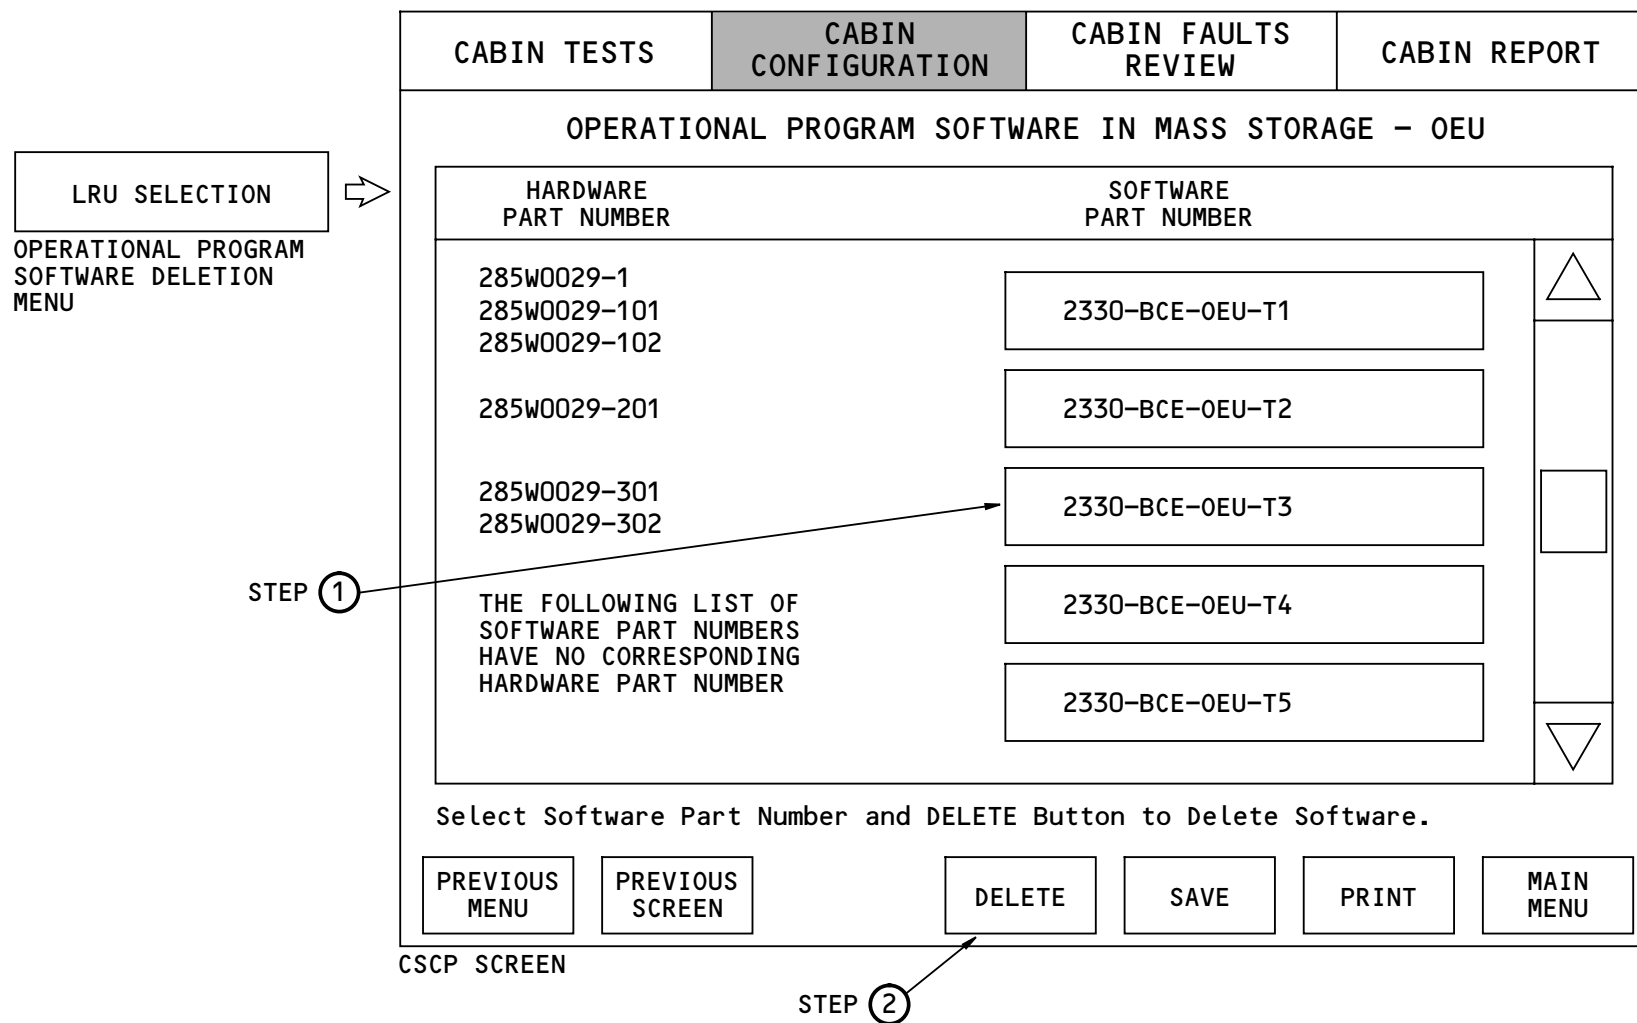 CABIN TESTS
CABIN
CONFIGURATION
CABIN FAULTS
REVIEW
CABIN REPORT
OPERATIONAL PROGRAM SOFTWARE IN MASS STORAGE – OEU
LRU SELECTION
OPERATIONAL PROGRAM
SOFTWARE DELETION
MENU
HARDWARE
PART NUMBER
SOFTWARE
PART NUMBER
285W0029–1
285W0029–101
285W0029–102
2330–BCE–OEU–T1
285W0029–201
2330–BCE–OEU–T2
285W0029–301
285W0029–302
2330–BCE–OEU–T3
STEP 1
THE FOLLOWING LIST OF
SOFTWARE PART NUMBERS
HAVE NO CORRESPONDING
HARDWARE PART NUMBER
2330–BCE–OEU–T4
2330–BCE–OEU–T5
Select Software Part Number and DELETE Button to Delete Software.
PREVIOUS
MENU
PREVIOUS
SCREEN
DELETE
SAVE
PRINT
MAIN
MENU
CSCP SCREEN
STEP 2